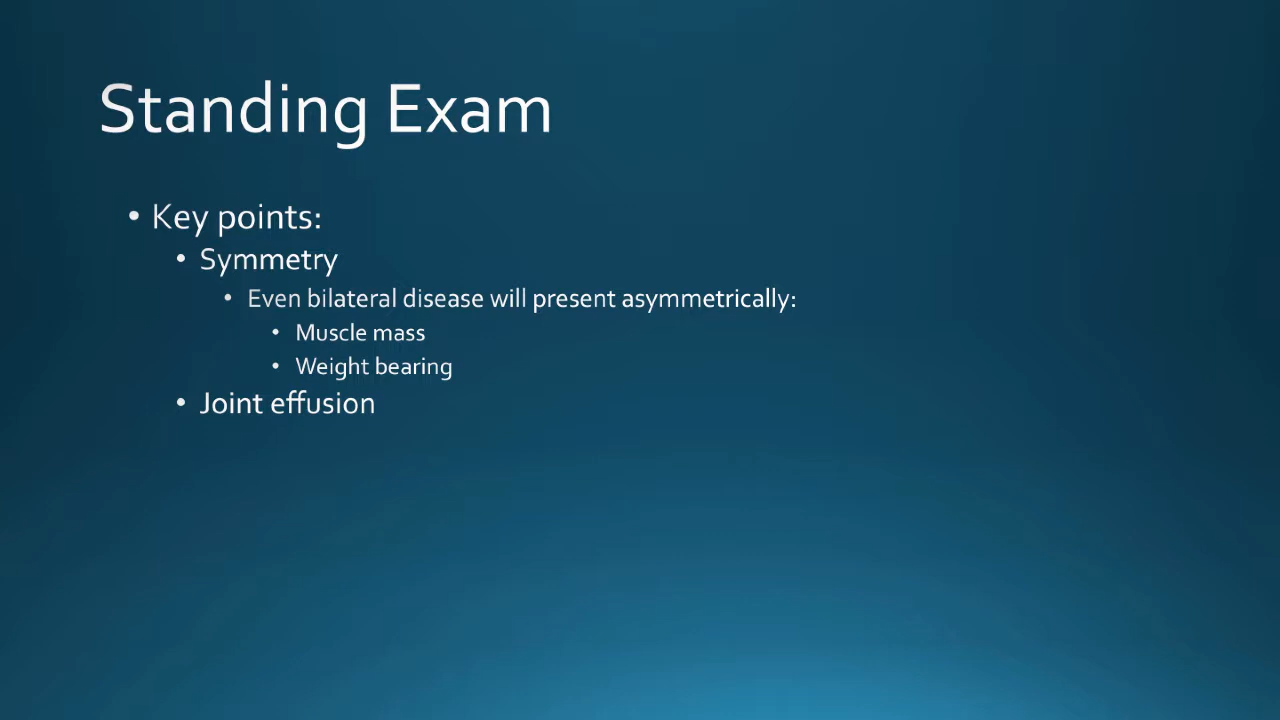 Standing Exam
• Key points:
• Symmetry
• Even bilateral disease will present asymmetrically:
• Muscle mass
• Weight bearing
• Joint effusion